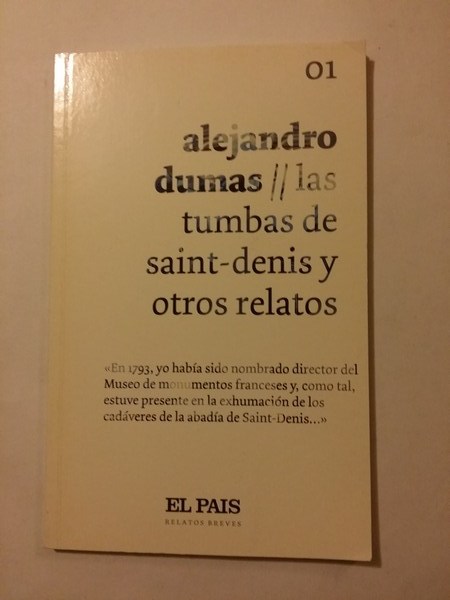 01
alejandro
dumas // las
tumbas de
saint-denis y
otros relatos
«En 1793, yo había sido nombrado director del
Museo de monumentos franceses y, como tal,
estuve presente en la exhumación de los
cadáveres de la abadía de Saint-Denis...»
EL PAIS
RELATOS BREVES